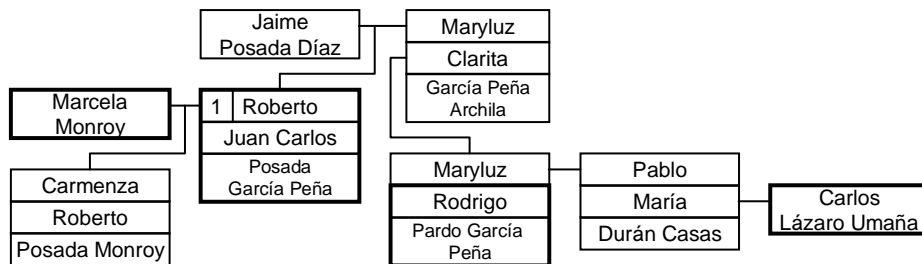 Jaime
Posada Díaz
Maryluz
Clarita
García Peña
Archila
Marcela
Monroy
1 Roberto
Juan Carlos
Posada
García Peña
Carmenza
Roberto
Posada Monroy
Maryluz
Rodrigo
Pardo García
Peña
Pablo
María
Durán Casas
Carlos
Lázaro Umaña